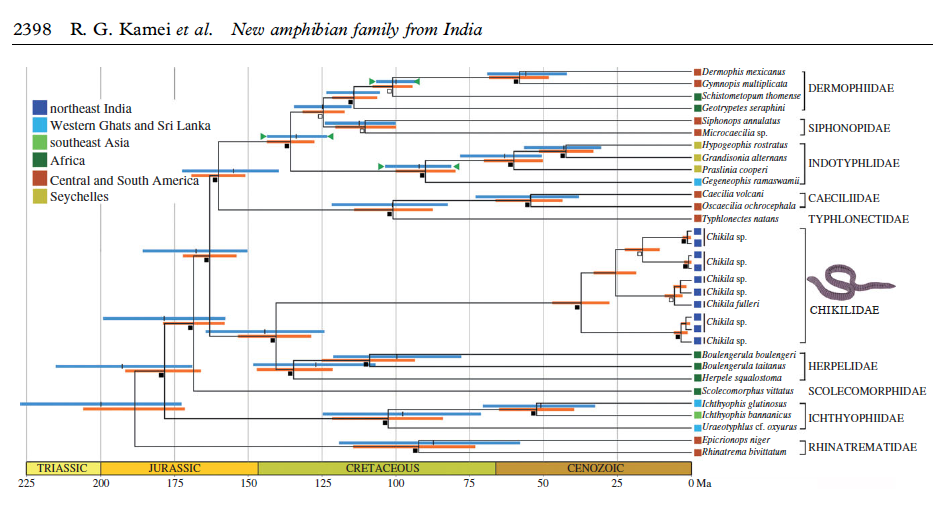 2398 R. G. Kamei et al. New amphibian family from India
northeast India
Western Ghats and Sri Lanka
southeast Asia
Africa
Central and South America
Seychelles
Dermophis mexicanus
Gymnopis multiplicata
Schistometopum thomense
Geotrypetes seraphini
DERMOPHIIDAE
Siphonops annulatus
Microcaecilia sp.
SIPHONOPIDAE
Hypogeophis rostratus
Grandisonia alternans
Praslinia cooperi
Gegeneophis ramaswamii
INDOTYPHLIDAE
Caecilia volcani
Oscaecilia ochrocephala
CAECILIIDAE
Typhlonectes natans
TYPHLONECTIDAE
Chikila sp.
Chikila sp.
Chikila sp.
Chikila sp.
Chikila fulleri
Chikila sp.
Chikila sp.
CHIKILIDAE
Boulengerula boulengeri
Boulengerula taitanus
Herpele squalostoma
HERPELIDAE
Scolecomorphus vittatus
SCOLECOMORPHIDAE
Ichthyophis glutinosus
Ichthyophis bannanicus
Uraeotyphlus cf. oxyurus
ICHTHYOPHIIDAE
Epicrionops niger
Rhinatrema bivittatum
RHINATREMATIDAE
TRIASSIC JURASSIC CRETACEOUS CENOZOIC
225 200 175 150 125 100 75 50 25 0 Ma